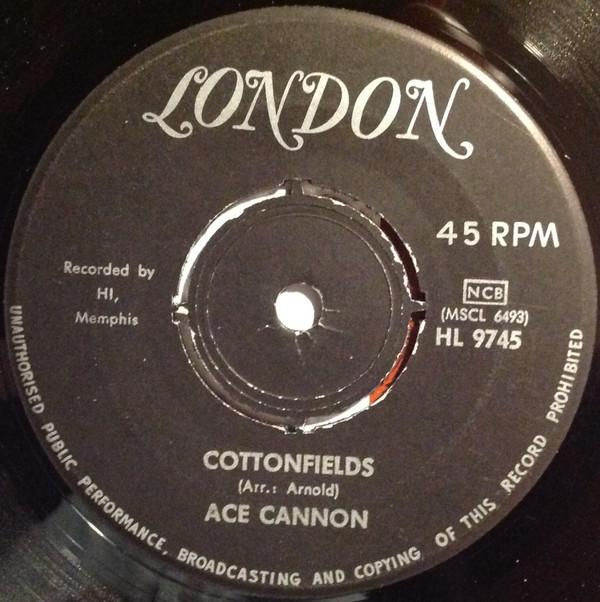 LONDON
45 RPM
Recorded by
HI,
Memphis
NCB
(MSCL 6493)
HL 9745
COTTONFIELDS
(Arr.: Arnold)
ACE CANNON
UNAUTHORISED PUBLIC PERFORMANCE, BROADCASTING AND COPYING OF THIS RECORD PROHIBITED